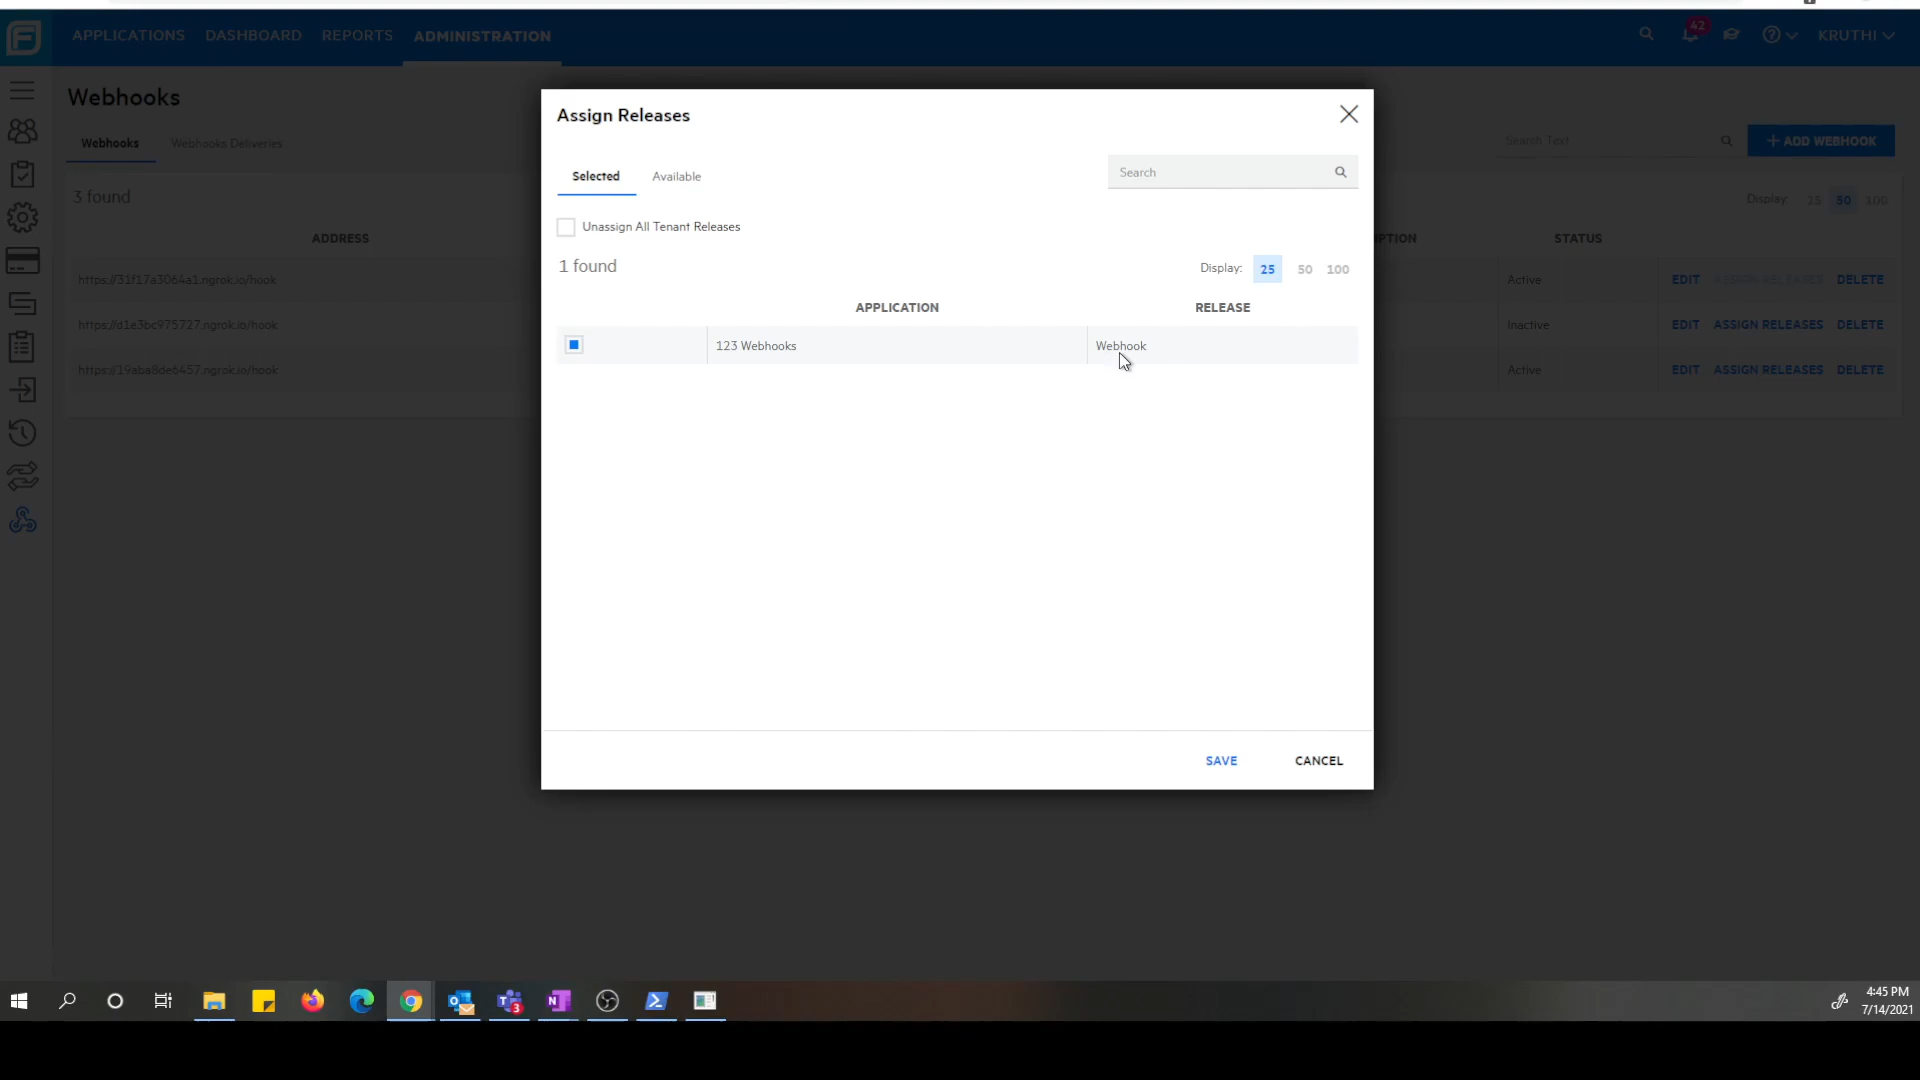 APPLICATIONS DASHBOARD REPORTS ADMINISTRATION 42 KRUTHI
Webhooks
Webhooks Webhooks Deliveries
Search Text
+ ADD WEBHOOK
3 found
Display: 25 50 100
ADDRESS
IPTION STATUS
https://31f17a3064a1.ngrok.io/hook Active EDIT ASSIGN RELEASES DELETE
https://d1e3bc975727.ngrok.io/hook Inactive EDIT ASSIGN RELEASES DELETE
https://19aba8de6457.ngrok.io/hook Active EDIT ASSIGN RELEASES DELETE
Assign Releases
Selected Available
Search
Unassign All Tenant Releases
1 found
Display: 25 50 100
APPLICATION RELEASE
123 Webhooks Webhook
SAVE CANCEL
3
4:45 PM
7/14/2021